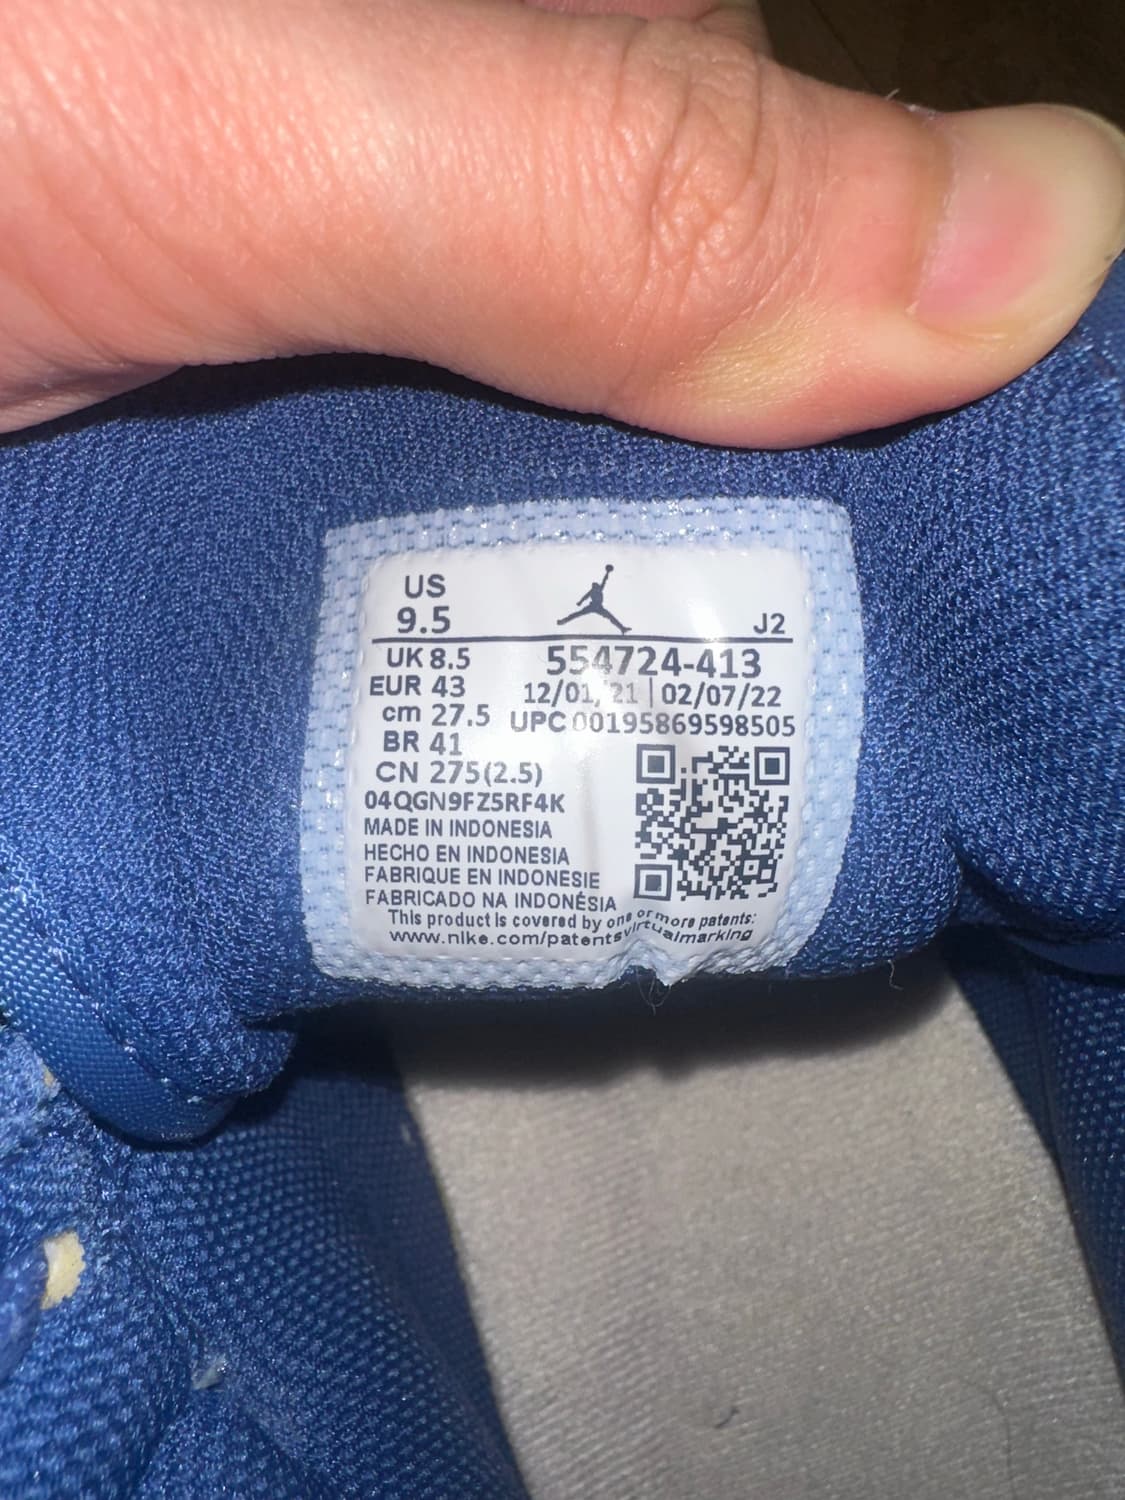 US
9.5
J2
UK 8.5
554724-413
EUR 43
12/01/21 | 02/07/22
cm 27.5
UPC 00195869598505
BR 41
CN 275(2.5)
04QGN9FZ5RF4K
MADE IN INDONESIA
HECHO EN INDONESIA
FABRIQUE EN INDONESIE
FABRICADO NA INDONÉSIA
This product is covered by one or more patents:
www.nike.com/patentsvirtualmarking